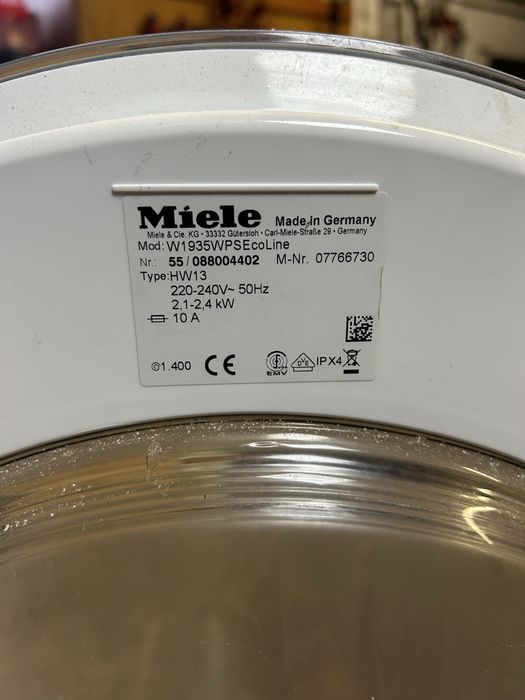 Miele Made in Germany
Miele & Cie. KG · 33332 Gütersloh · Carl-Miele-Straße 29 · Germany
Mod: W1935WPSEcoLine
Nr.: 55 / 088004402 M-Nr. 07766730
Type: HW13
220-240V~ 50Hz
2,1-2,4 kW
10 A
1.400 CE EMV VDE IPX4